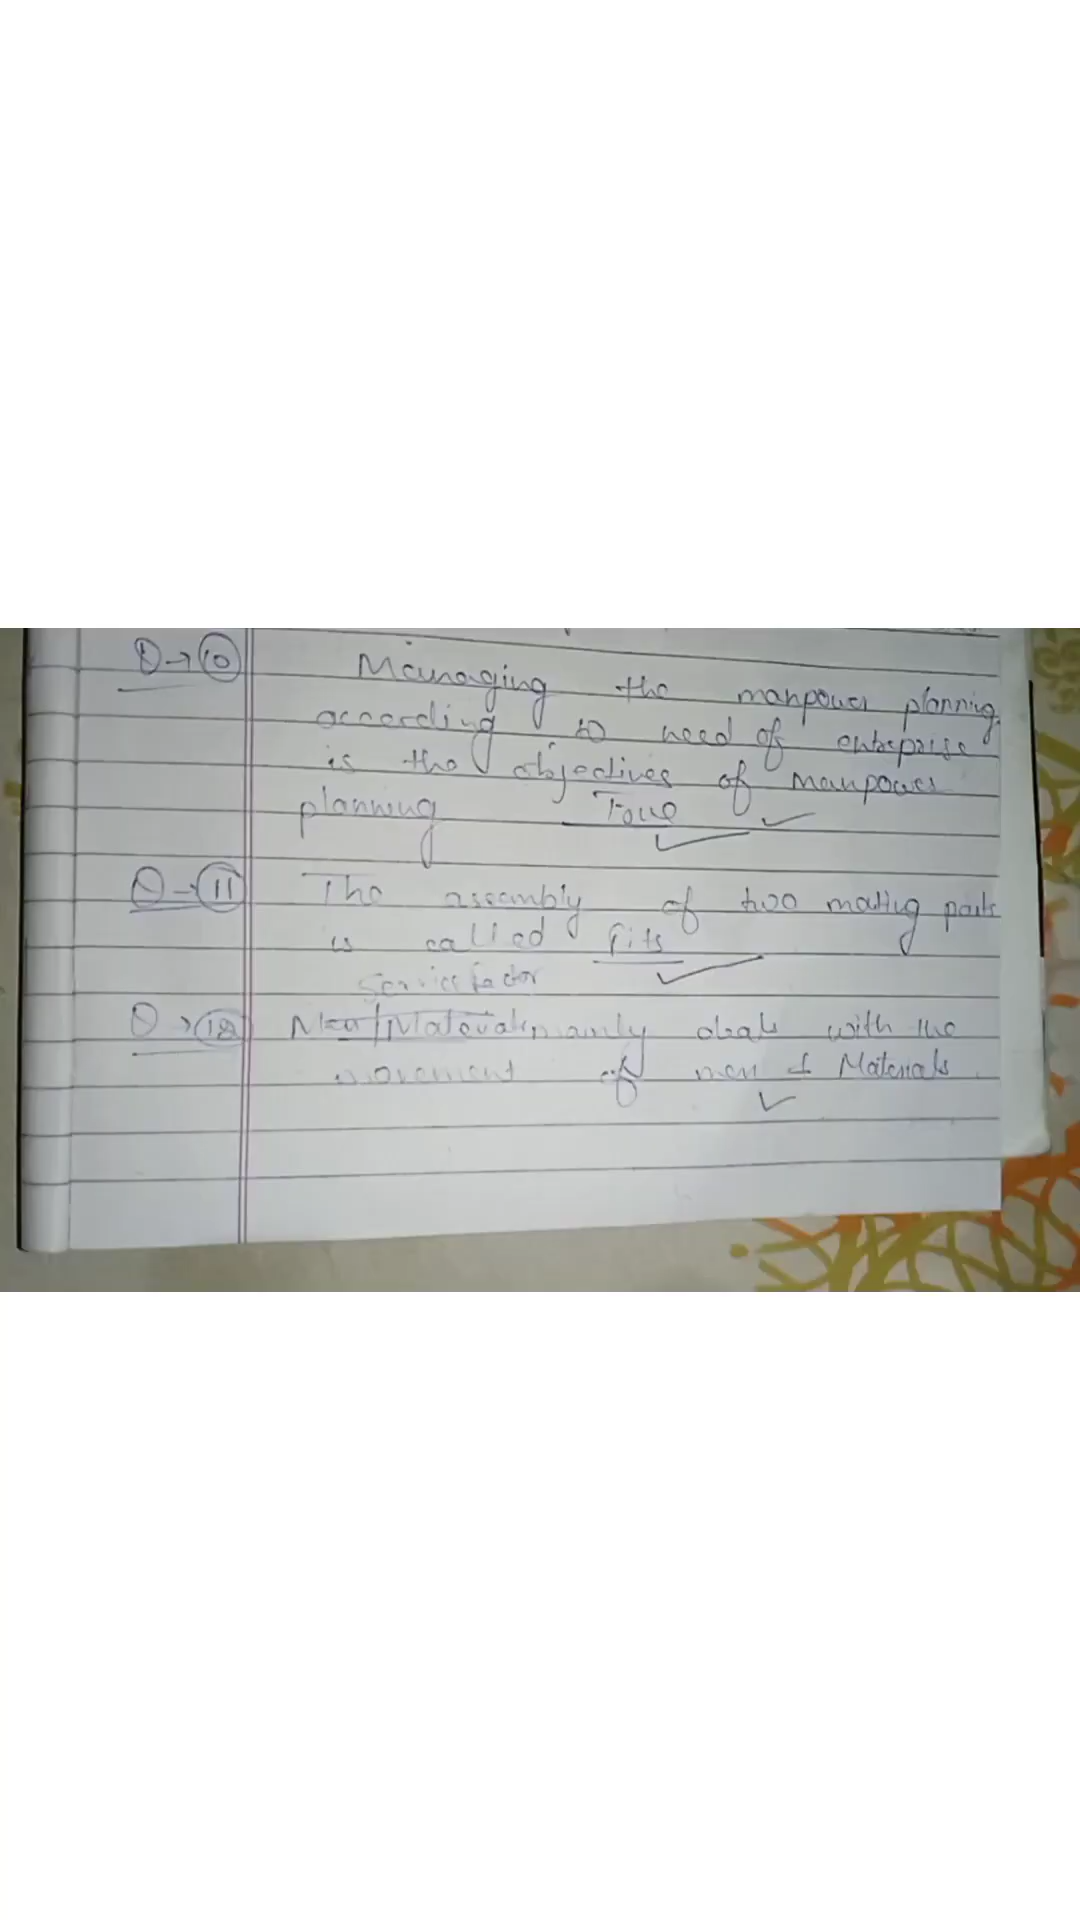 Q→10 Managing the manpower planning
according to need of enterprise
is the objectives of manpower
planning True
Q→11 The assembly of two mating parts
is called Fits
Service factor
Q→12 Men/Material mainly deals with the
movement of men & Materials